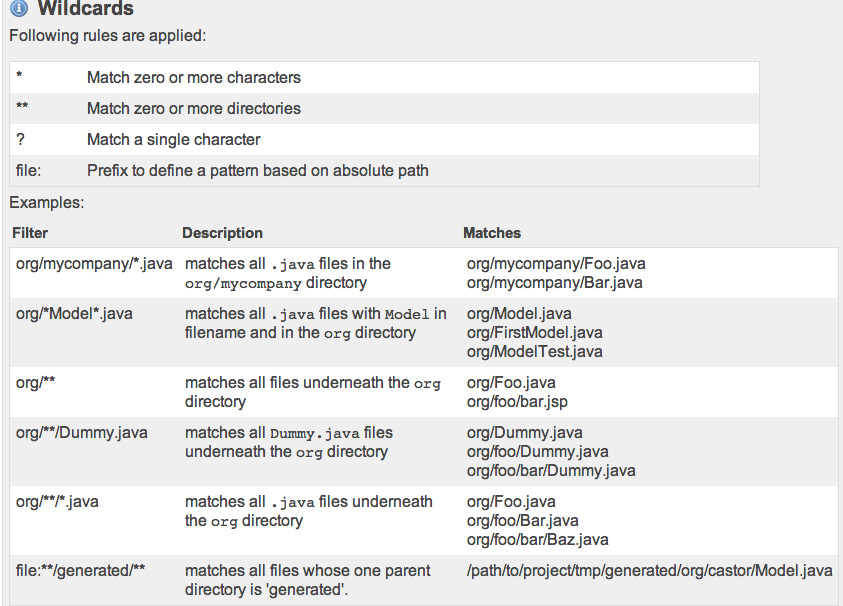 Wildcards
Following rules are applied:
* Match zero or more characters
** Match zero or more directories
? Match a single character
file: Prefix to define a pattern based on absolute path
Examples:
Filter Description Matches
org/mycompany/*.java matches all .java files in the org/mycompany/Foo.java
org/mycompany directory org/mycompany/Bar.java
org/*Model*.java matches all .java files with Model in org/Model.java
filename and in the org directory org/FirstModel.java
org/ModelTest.java
org/** matches all files underneath the org org/Foo.java
directory org/foo/bar.jsp
org/**/Dummy.java matches all Dummy.java files org/Dummy.java
underneath the org directory org/foo/Dummy.java
org/foo/bar/Dummy.java
org/**/*.java matches all .java files underneath org/Foo.java
the org directory org/foo/Bar.java
org/foo/bar/Baz.java
file:**/generated/** matches all files whose one parent /path/to/project/tmp/generated/org/castor/Model.java
directory is 'generated'.